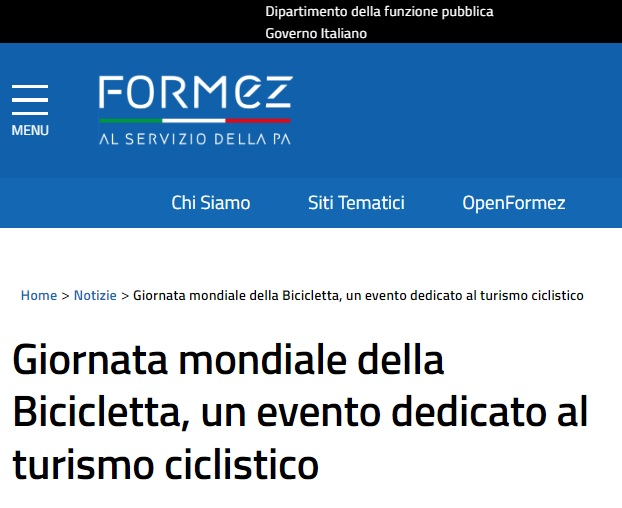 Dipartimento della funzione pubblica
Governo Italiano
MENU
FORMEZ
AL SERVIZIO DELLA PA
Chi Siamo
Siti Tematici
OpenFormez
Home > Notizie > Giornata mondiale della Bicicletta, un evento dedicato al turismo ciclistico
Giornata mondiale della
Bicicletta, un evento dedicato al
turismo ciclistico